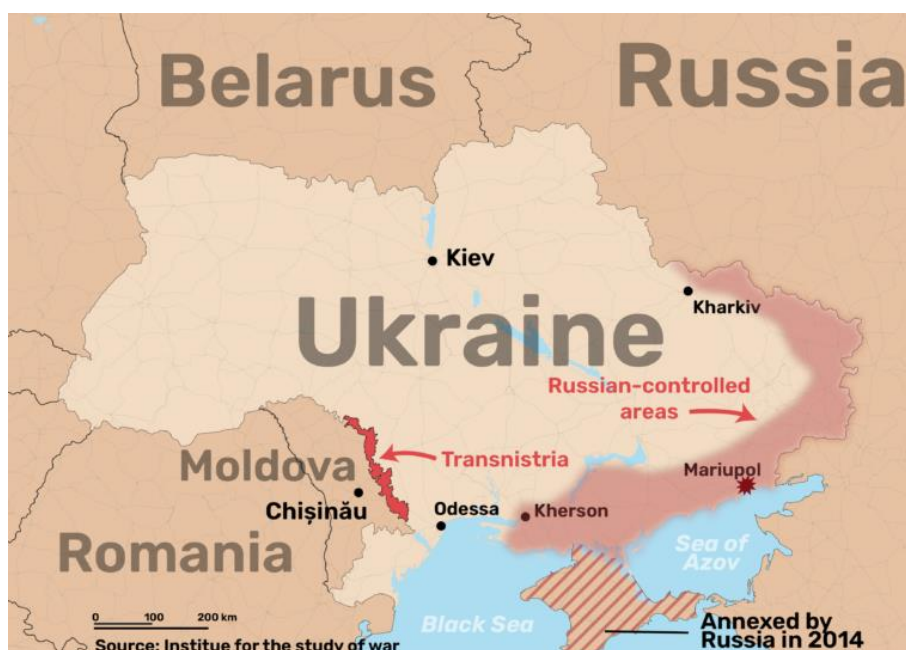 Belarus
Russia
Kiev
Kharkiv
Ukraine
Russian-controlled
areas
Transnistria
Moldova
Mariupol
Chișinău
Odessa
Kherson
Romania
Sea of
Azov
0 100 200 km
Black Sea
Annexed by
Russia in 2014
Source: Institue for the study of war